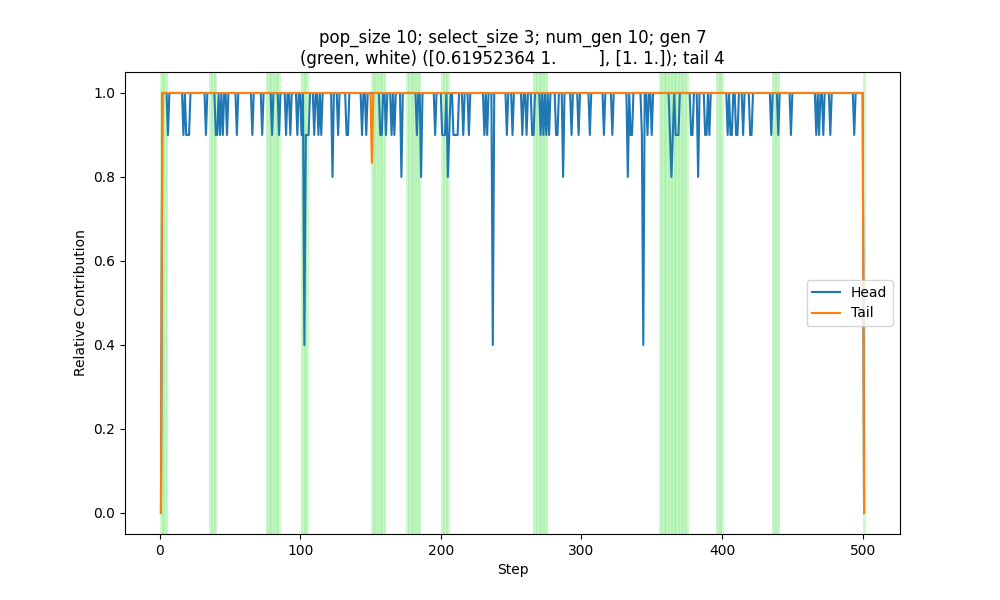 pop_size 10; select_size 3; num_gen 10; gen 7
(green, white) ([0.61952364 1.        ], [1. 1.]); tail 4
1.0
0.8
0.6
0.4
0.2
0.0
Relative Contribution
Head
Tail
0 100 200 300 400 500
Step